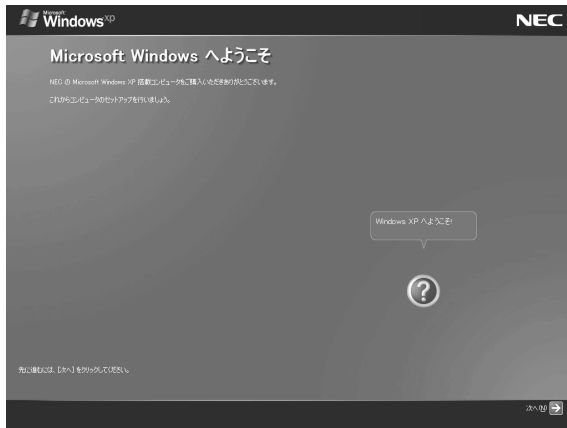 Microsoft
Windows xp
NEC
Microsoft Windows へようこそ
NEC の Microsoft Windows XP 搭載コンピュータをご購入いただきありがとうございます。
これからコンピュータのセットアップを行いましょう。
Windows XP へようこそ!
先に進むには、[次へ] をクリックしてください。
次へ(N)